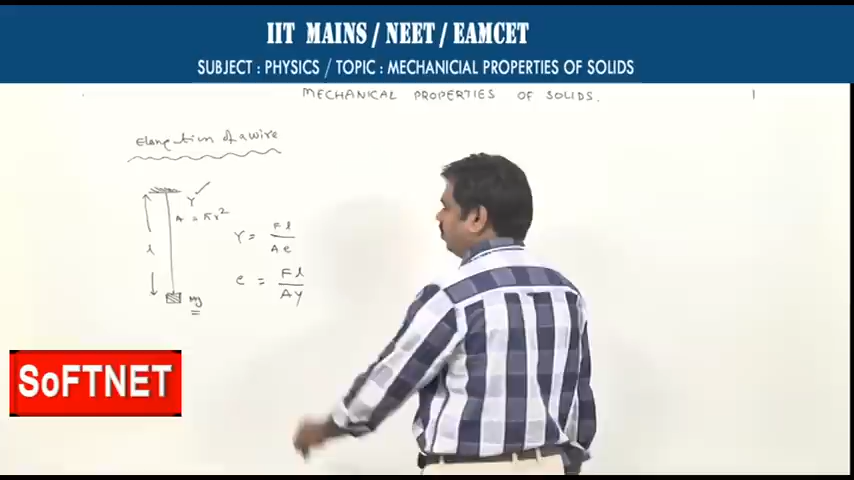 IIT MAINS / NEET / EAMCET
SUBJECT : PHYSICS / TOPIC : MECHANICIAL PROPERTIES OF SOLIDS
MECHANICAL PROPERTIES OF SOLIDS. 1
Elongation of a wire
Y
A = πr²
l
Mg
Y = Fl / Ae
e = Fl / AY
SoFTNET